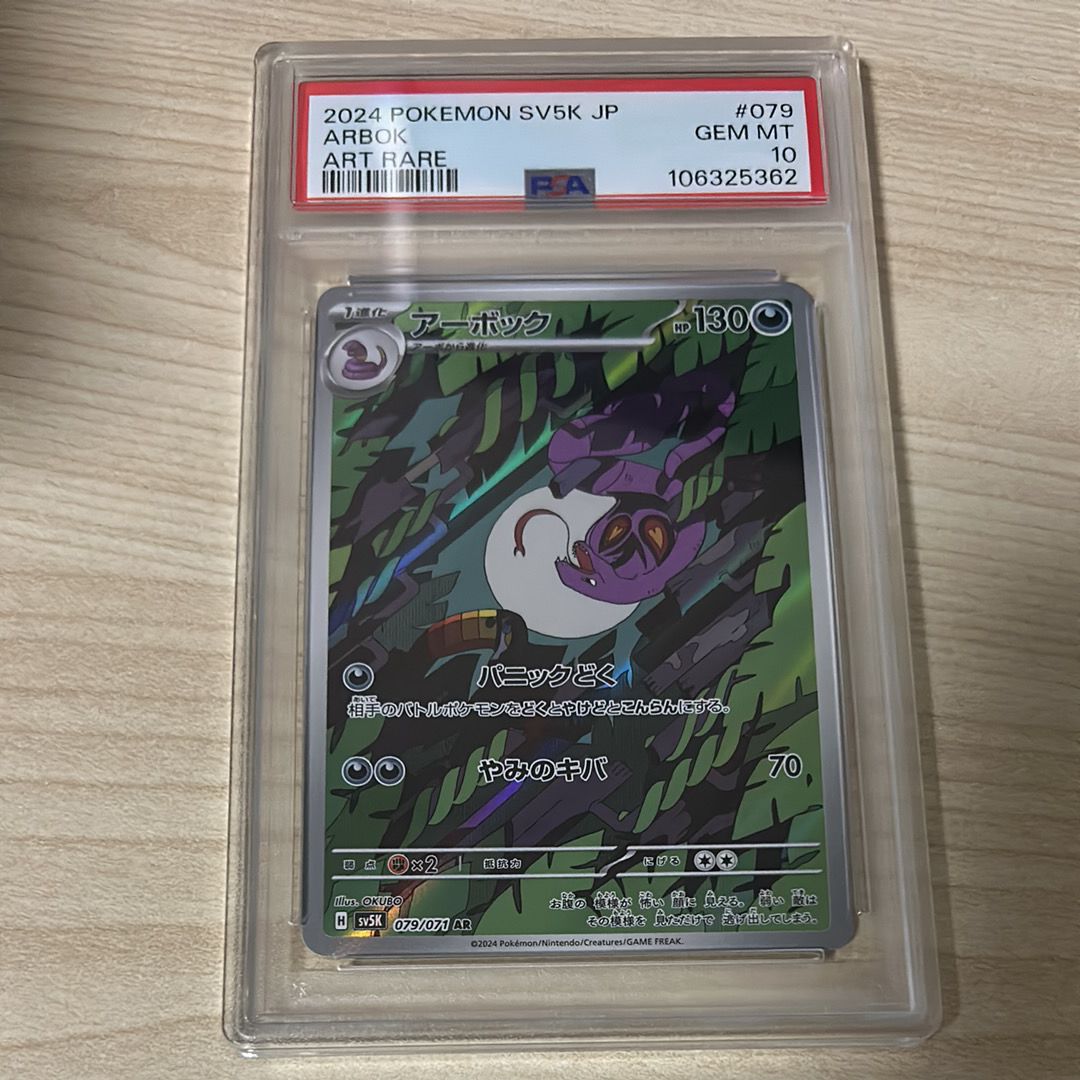 2024 POKEMON SV5K JP #079
ARBOK GEM MT
ART RARE 10
PSA 106325362
1進化 アーボック HP 130
アーボから進化
パニックどく
相手のバトルポケモンをどくとやけどとこんらんにする。
やみのキバ 70
弱点 ×2 抵抗力 にげる
Illus. OKUBO
お腹の模様が怖い顔に見える。弱い敵は
その模様を見ただけで逃げ出してしまう。
H sv5K 079/071 AR
©2024 Pokémon/Nintendo/Creatures/GAME FREAK.